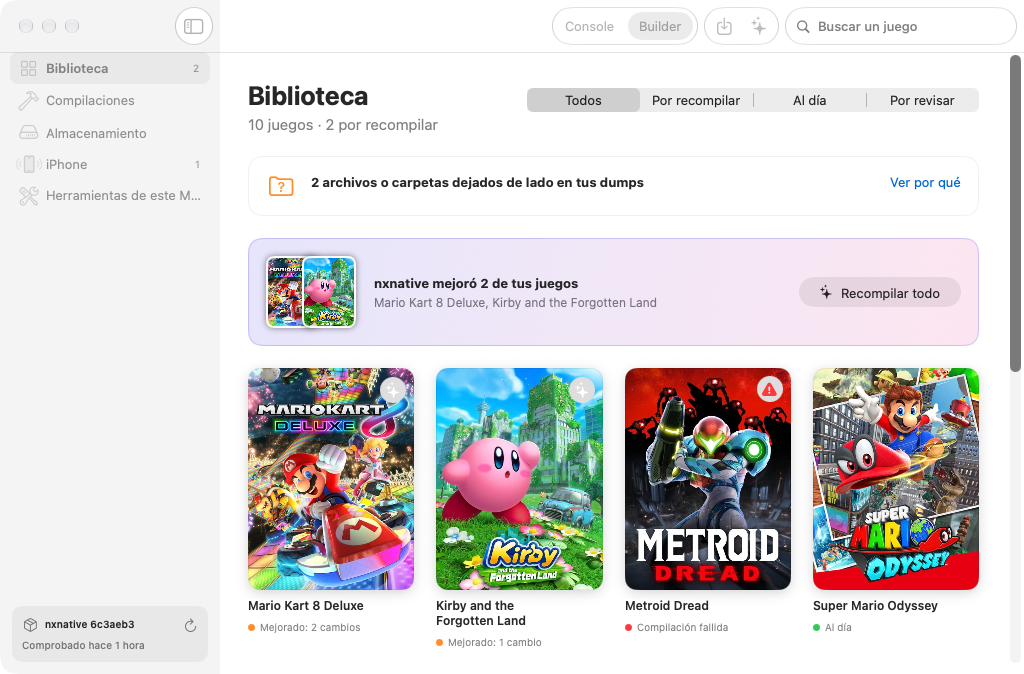 Console
Builder
Buscar un juego
Biblioteca
2
Compilaciones
Almacenamiento
iPhone
1
Herramientas de este M...
Biblioteca
10 juegos · 2 por recompilar
Todos
Por recompilar
Al día
Por revisar
2 archivos o carpetas dejados de lado en tus dumps
Ver por qué
nxnative mejoró 2 de tus juegos
Mario Kart 8 Deluxe, Kirby and the Forgotten Land
Recompilar todo
MARIOKART 8
DELUXE
Kirby
and the
Forgotten Land
METROID
DREAD
SUPER
MARIO
ODYSSEY
Mario Kart 8 Deluxe
Mejorado: 2 cambios
Kirby and the
Forgotten Land
Mejorado: 1 cambio
Metroid Dread
Compilación fallida
Super Mario Odyssey
Al día
nxnative 6c3aeb3
Comprobado hace 1 hora